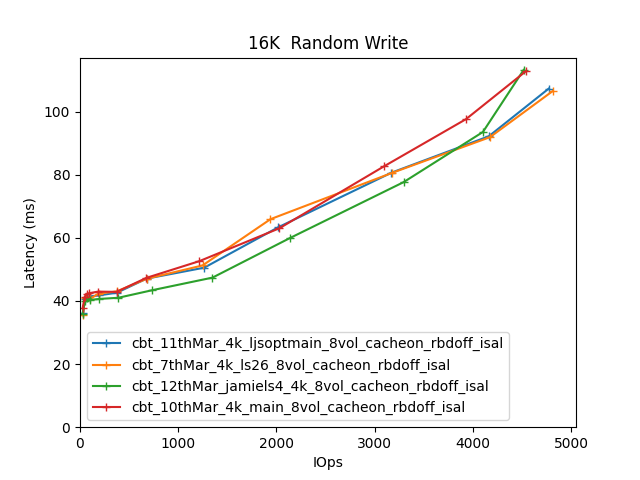 16K  Random Write
Latency (ms)
100
80
60
40
20
0
cbt_11thMar_4k_ljsoptmain_8vol_cacheon_rbdoff_isal
cbt_7thMar_4k_ls26_8vol_cacheon_rbdoff_isal
cbt_12thMar_jamiels4_4k_8vol_cacheon_rbdoff_isal
cbt_10thMar_4k_main_8vol_cacheon_rbdoff_isal
0 1000 2000 3000 4000 5000
IOps